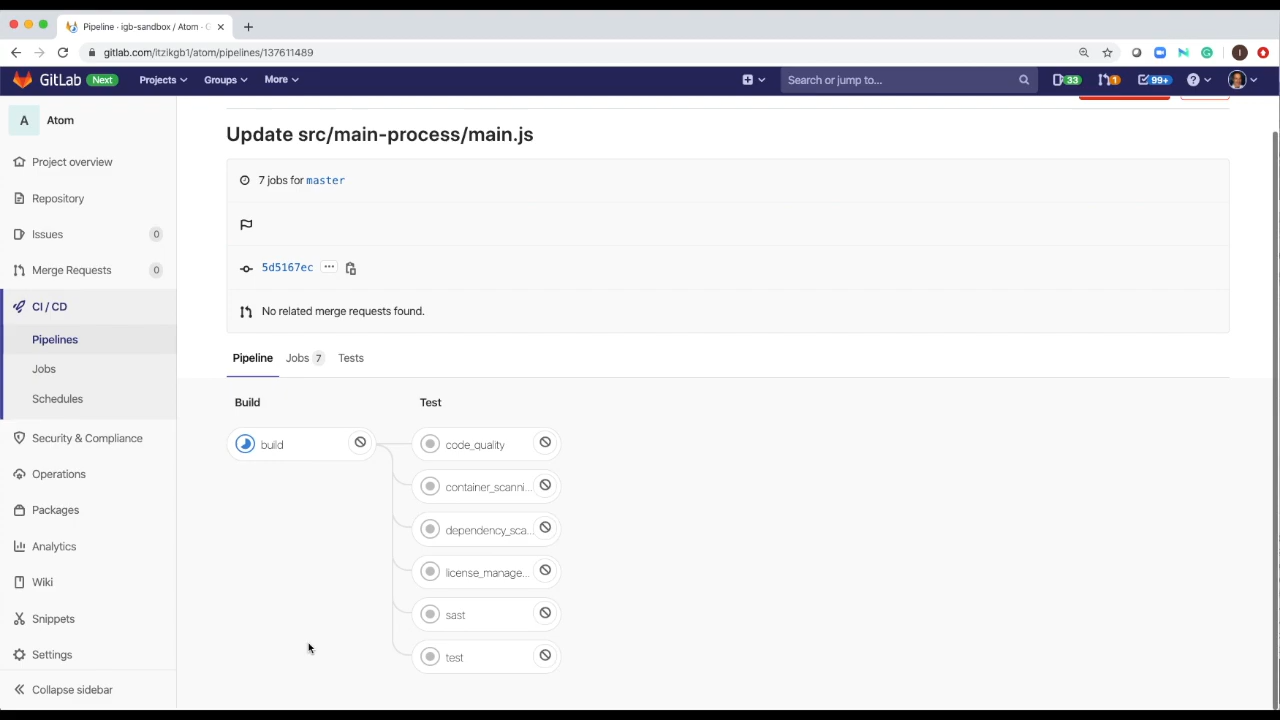 Pipeline · igb-sandbox / Atom · G
gitlab.com/itzikgb1/atom/pipelines/137611489
GitLab Next Projects Groups More Search or jump to... 33 1 99+
A Atom
Project overview
Repository
Issues 0
Merge Requests 0
CI / CD
Pipelines
Jobs
Schedules
Security & Compliance
Operations
Packages
Analytics
Wiki
Snippets
Settings
Collapse sidebar
Update src/main-process/main.js
7 jobs for master
5d5167ec ...
No related merge requests found.
Pipeline Jobs 7 Tests
Build Test
build
code_quality
container_scanni...
dependency_sca...
license_manage...
sast
test